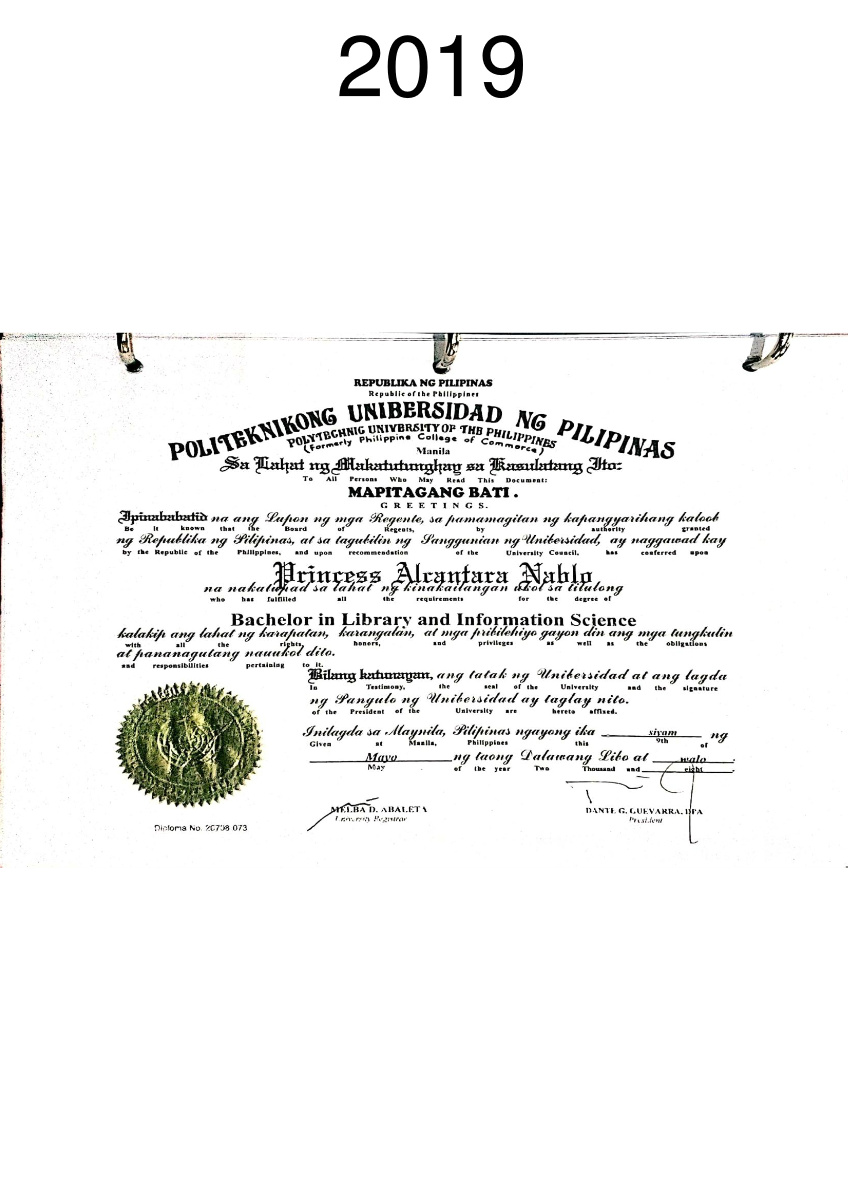 2019
REPUBLIKA NG PILIPINAS
Republic of the Philippines
POLITEKNIKONG UNIBERSIDAD NG PILIPINAS
POLYTECHNIC UNIVERSITY OF THE PHILIPPINES
(formerly Philippine College of Commerce)
Manila
Sa Lahat ng Makatutunghay sa Kasulatang Ito:
To All Persons Who May Read This Document:
MAPITAGANG BATI .
GREETINGS.
Ipinababatid na ang Lupon ng mga Regente, sa pamamagitan ng kapangyarihang kaloob
Be it known that the Board of Regents, by authority granted
ng Republika ng Pilipinas, at sa tagubilin ng Sanggunian ng Unibersidad, ay naggawad kay
by the Republic of the Philippines, and upon recommendation of the University Council, has conferred upon
Princess Alcantara Nablo
na nakatupad sa lahat ng kinakailangan ukol sa titulong
who has fulfilled all the requirements for the degree of
Bachelor in Library and Information Science
kalakip ang lahat ng karapatan, karangalan, at mga pribilehiyo gayon din ang mga tungkulin
with all the rights, honors, and privileges as well as the obligations
at pananagutang nauukol dito.
and responsibilities pertaining to it.
Bilang katunayan, ang tatak ng Unibersidad at ang lagda
In Testimony, the seal of the University and the signature
ng Pangulo ng Unibersidad ay taglay nito.
of the President of the University are hereto affixed.
Inilagda sa Maynila, Pilipinas ngayong ika siyam ng
Given at Manila, Philippines this 9th of
Mayo ng taong Dalawang Libo at walo.
May of the year Two Thousand and eight.
MELBA D. ABALETA
University Registrar
DANTE G. GUEVARRA, DPA
President
Diploma No. 20708 073